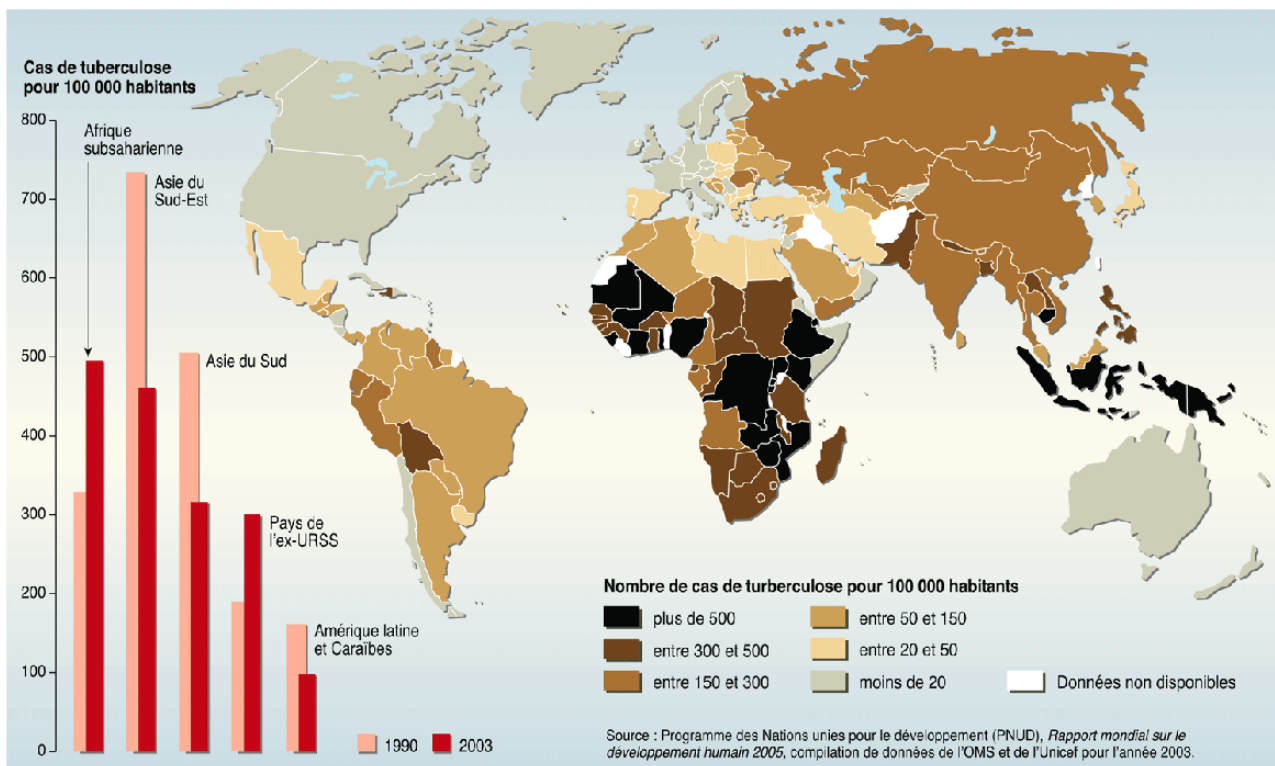 Cas de tuberculose
pour 100 000 habitants
800
700
600
500
400
300
200
100
0
Afrique
subsaharienne
Asie du
Sud-Est
Asie du Sud
Pays de
l'ex-URSS
Amérique latine
et Caraïbes
1990
2003
Nombre de cas de turberculose pour 100 000 habitants
plus de 500
entre 300 et 500
entre 150 et 300
entre 50 et 150
entre 20 et 50
moins de 20
Données non disponibles
Source : Programme des Nations unies pour le développement (PNUD), Rapport mondial sur le
développement humain 2005, compilation de données de l'OMS et de l'Unicef pour l'année 2003.